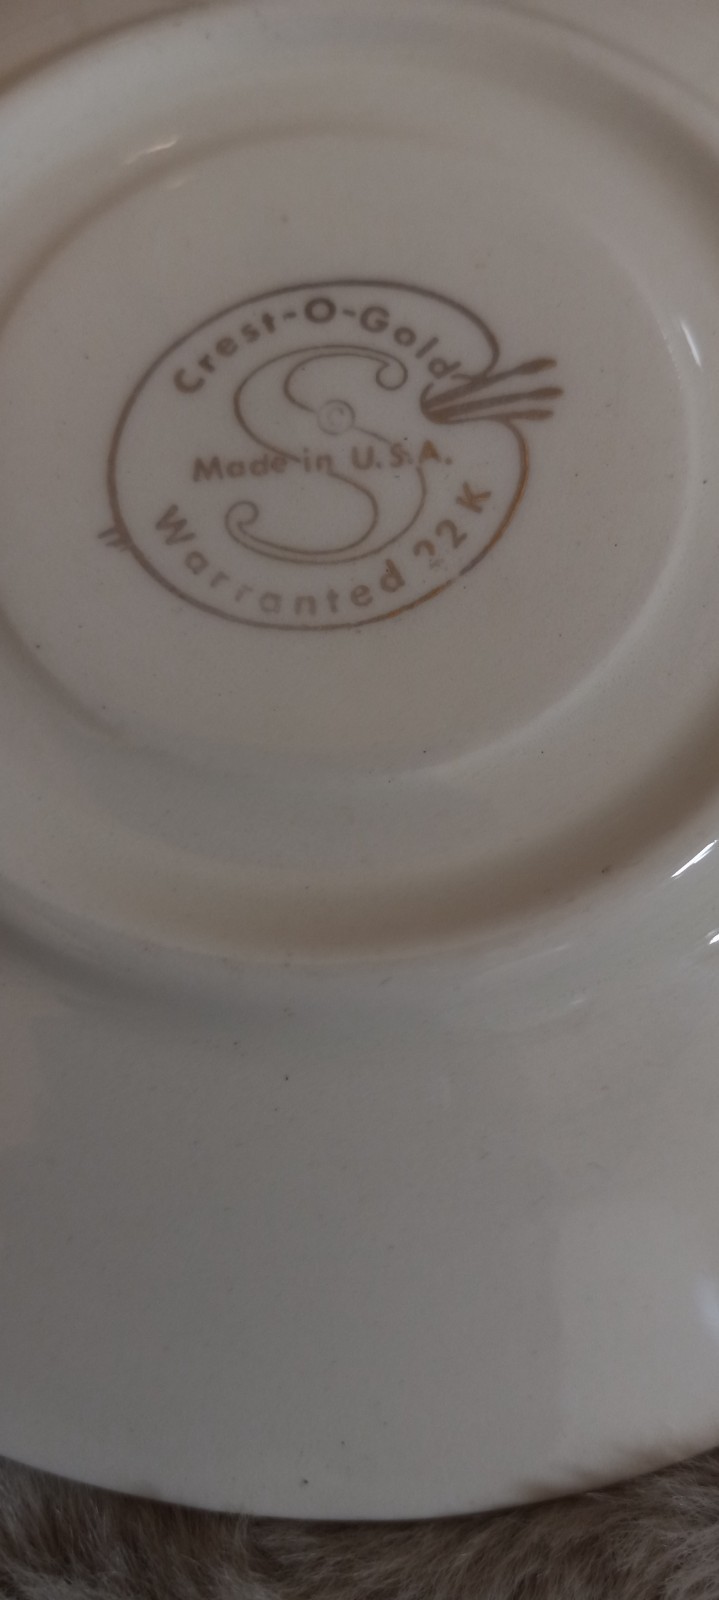 Crest-O-Gold
S
Made in U.S.A.
Warranted 22K